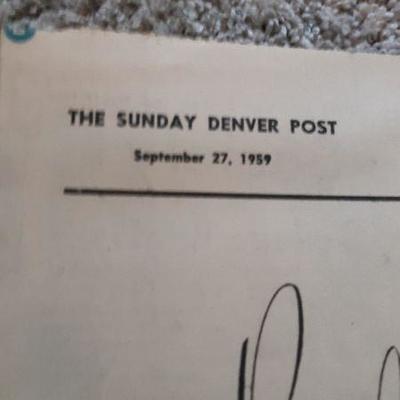 THE SUNDAY DENVER POST
September 27, 1959